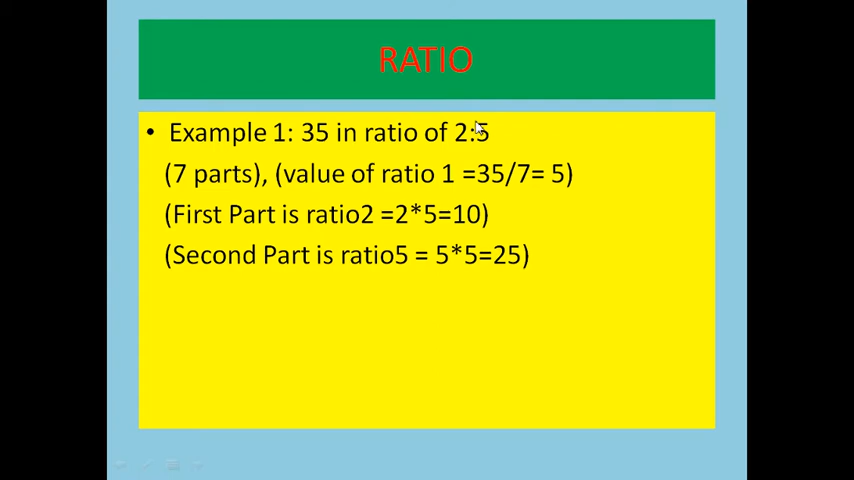 RATIO
• Example 1: 35 in ratio of 2:5
(7 parts), (value of ratio 1 =35/7= 5)
(First Part is ratio2 =2*5=10)
(Second Part is ratio5 = 5*5=25)